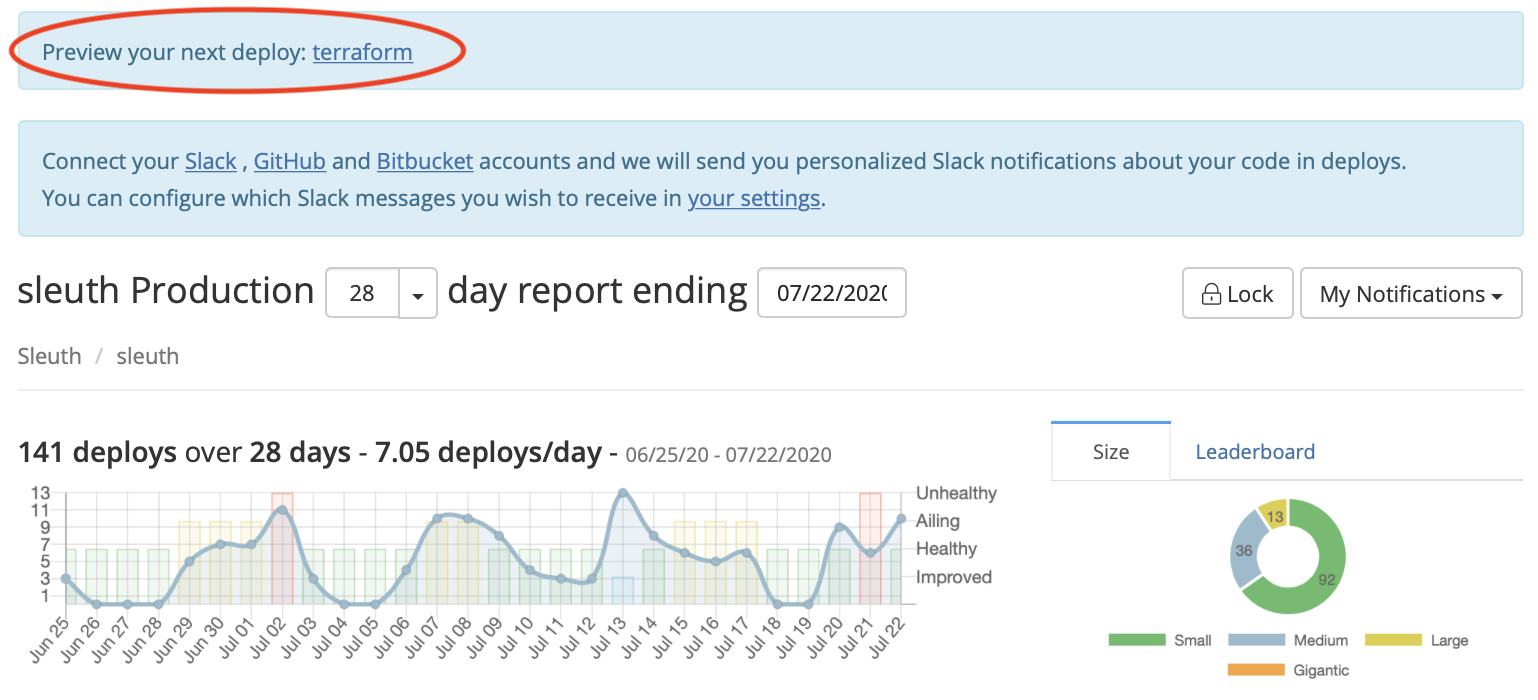 Preview your next deploy: terraform
Connect your Slack , GitHub and Bitbucket accounts and we will send you personalized Slack notifications about your code in deploys.
You can configure which Slack messages you wish to receive in your settings.
sleuth Production 28 day report ending 07/22/2020
Lock My Notifications
Sleuth / sleuth
141 deploys over 28 days - 7.05 deploys/day - 06/25/20 - 07/22/2020
Size Leaderboard
13
11
9
7
5
3
1
Unhealthy
Ailing
Healthy
Improved
Jun 25 Jun 26 Jun 27 Jun 28 Jun 29 Jun 30 Jul 01 Jul 02 Jul 03 Jul 04 Jul 05 Jul 06 Jul 07 Jul 08 Jul 09 Jul 10 Jul 11 Jul 12 Jul 13 Jul 14 Jul 15 Jul 16 Jul 17 Jul 18 Jul 19 Jul 20 Jul 21 Jul 22
13
36
92
Small Medium Large
Gigantic